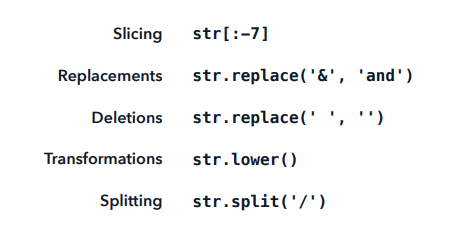 Slicing str[:-7]
Replacements str.replace('&', 'and')
Deletions str.replace(' ', '')
Transformations str.lower()
Splitting str.split('/')